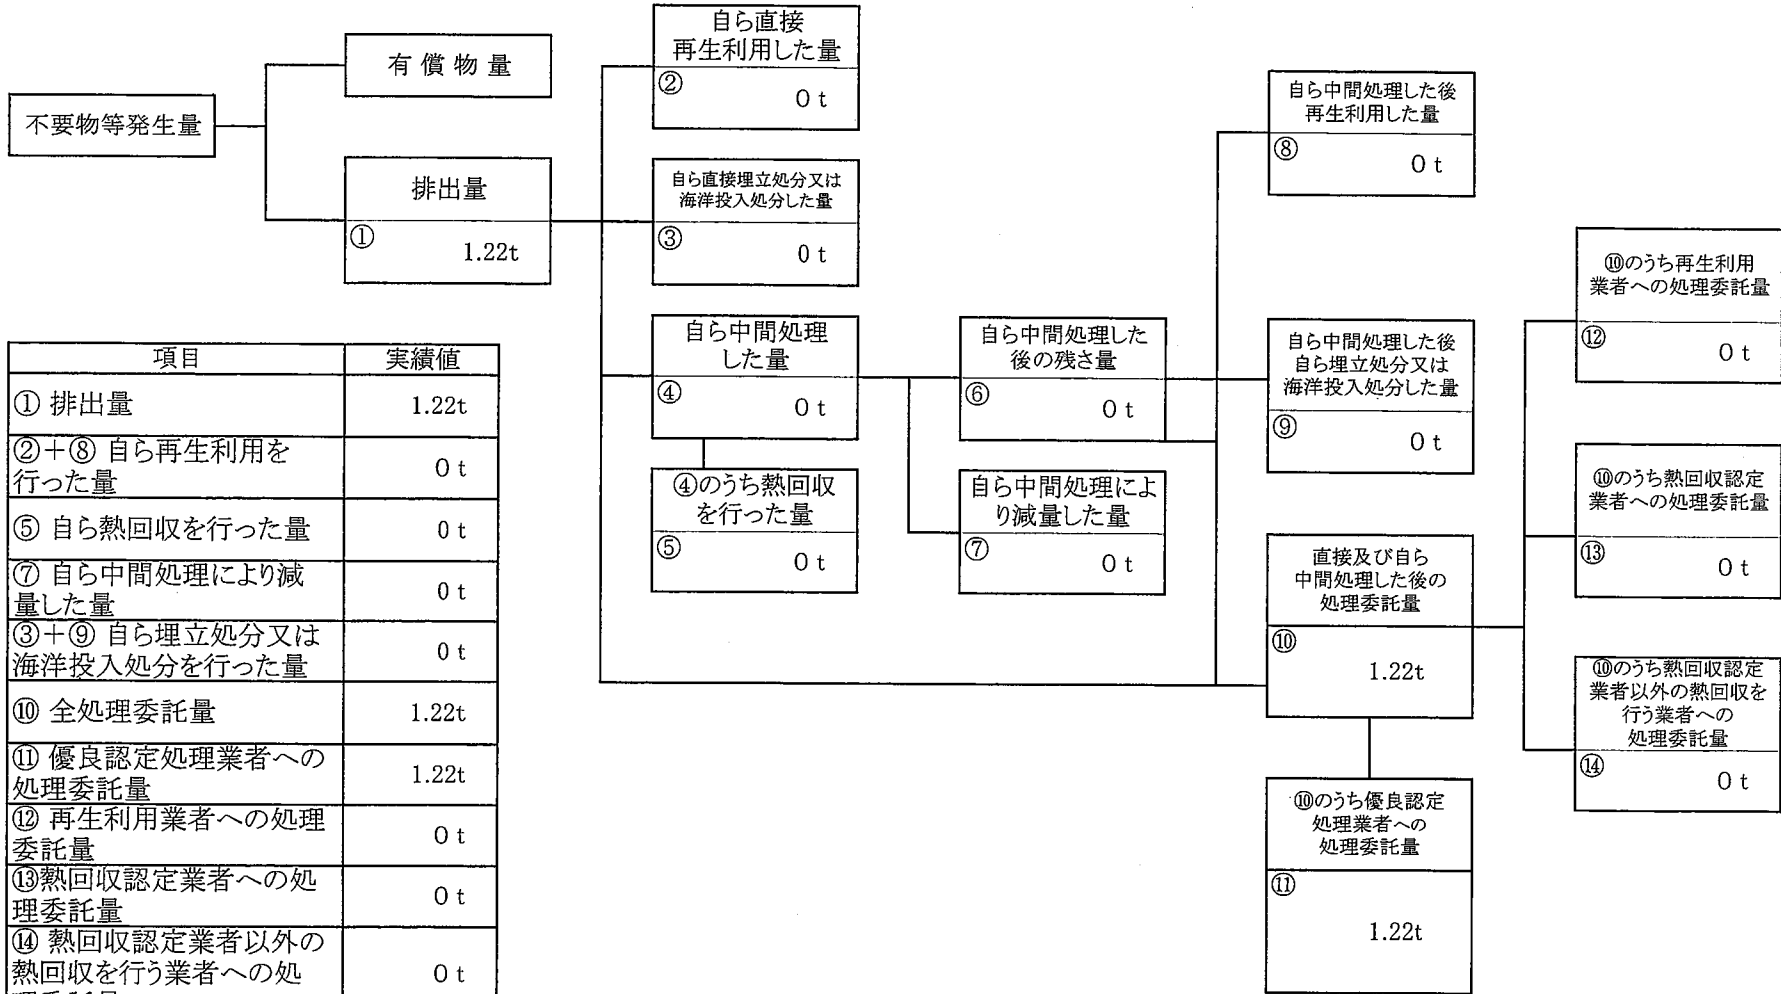 不要物等発生量
有償物量
排出量
①
1.22t
自ら直接
再生利用した量
②
0 t
自ら直接埋立処分又は
海洋投入処分した量
③
0 t
自ら中間処理
した量
④
0 t
④のうち熱回収
を行った量
⑤
0 t
自ら中間処理した
後の残さ量
⑥
0 t
自ら中間処理によ
り減量した量
⑦
0 t
自ら中間処理した後
再生利用した量
⑧
0 t
自ら中間処理した後
自ら埋立処分又は
海洋投入処分した量
⑨
0 t
直接及び自ら
中間処理した後の
処理委託量
⑩
1.22t
⑩のうち優良認定
処理業者への
処理委託量
⑪
1.22t
⑩のうち再生利用
業者への処理委託量
⑫
0 t
⑩のうち熱回収認定
業者への処理委託量
⑬
0 t
⑩のうち熱回収認定
業者以外の熱回収を
行う業者への
処理委託量
⑭
0 t
項目 実績値
① 排出量 1.22t
②+⑧ 自ら再生利用を
行った量 0 t
⑤ 自ら熱回収を行った量 0 t
⑦ 自ら中間処理により減
量した量 0 t
③+⑨ 自ら埋立処分又は
海洋投入処分を行った量 0 t
⑩ 全処理委託量 1.22t
⑪ 優良認定処理業者への
処理委託量 1.22t
⑫ 再生利用業者への処理
委託量 0 t
⑬熱回収認定業者への処
理委託量 0 t
⑭ 熱回収認定業者以外の
熱回収を行う業者への処 0 t